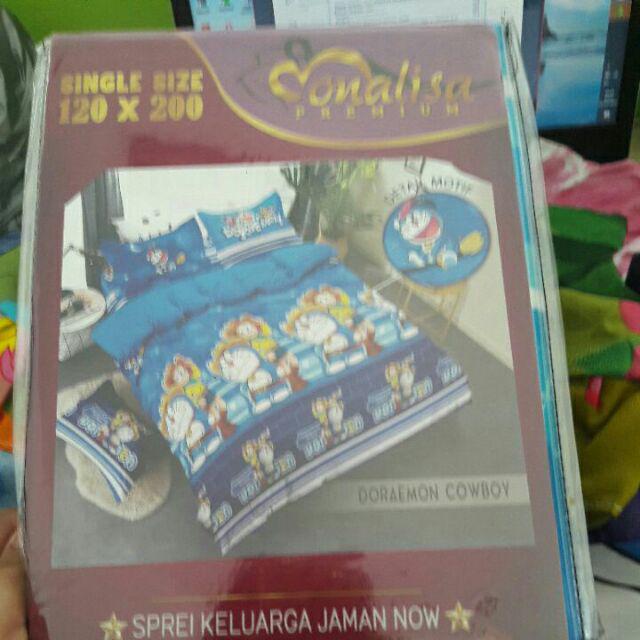 SINGLE SIZE
120 X 200
Monalisa
PREMIUM
DETAIL MOTIF
DORAEMON COWBOY
SPREI KELUARGA JAMAN NOW